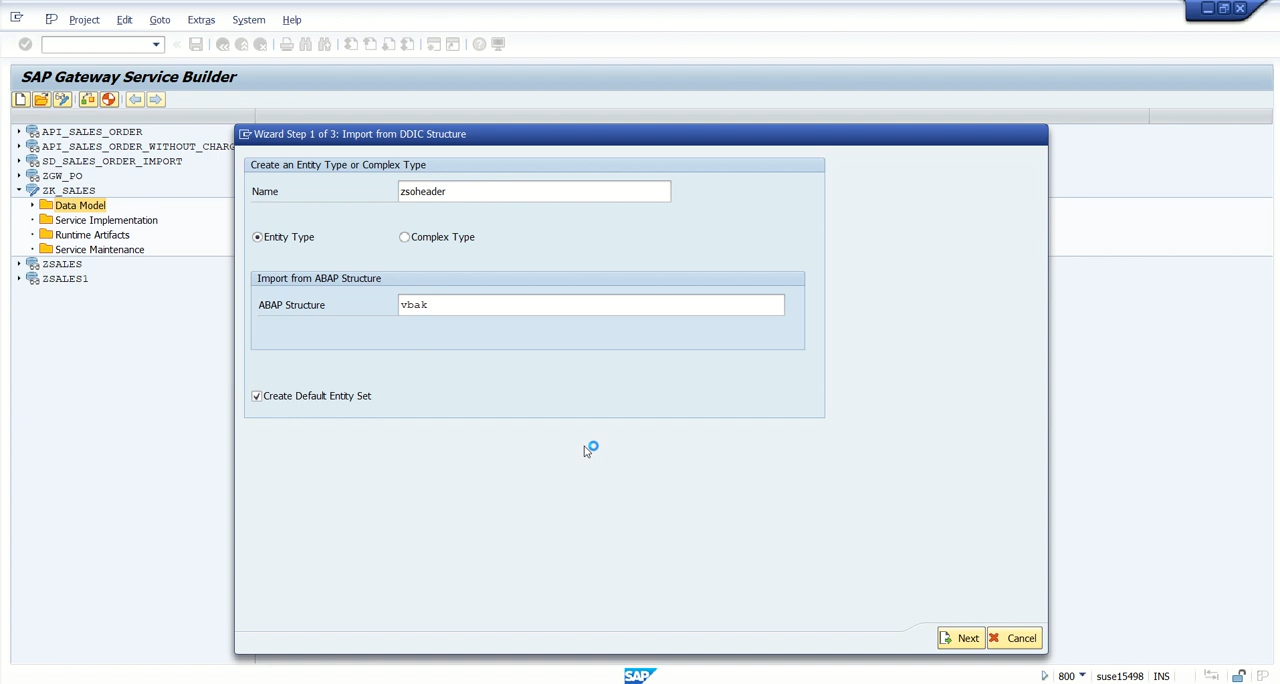 Project Edit Goto Extras System Help
SAP Gateway Service Builder
API_SALES_ORDER
API_SALES_ORDER_WITHOUT_CHARG
SD_SALES_ORDER_IMPORT
ZGW_PO
ZK_SALES
Data Model
Service Implementation
Runtime Artifacts
Service Maintenance
ZSALES
ZSALES1
Wizard Step 1 of 3: Import from DDIC Structure
Create an Entity Type or Complex Type
Name zsoheader
Entity Type Complex Type
Import from ABAP Structure
ABAP Structure vbak
Create Default Entity Set
Next Cancel
SAP 800 suse15498 INS